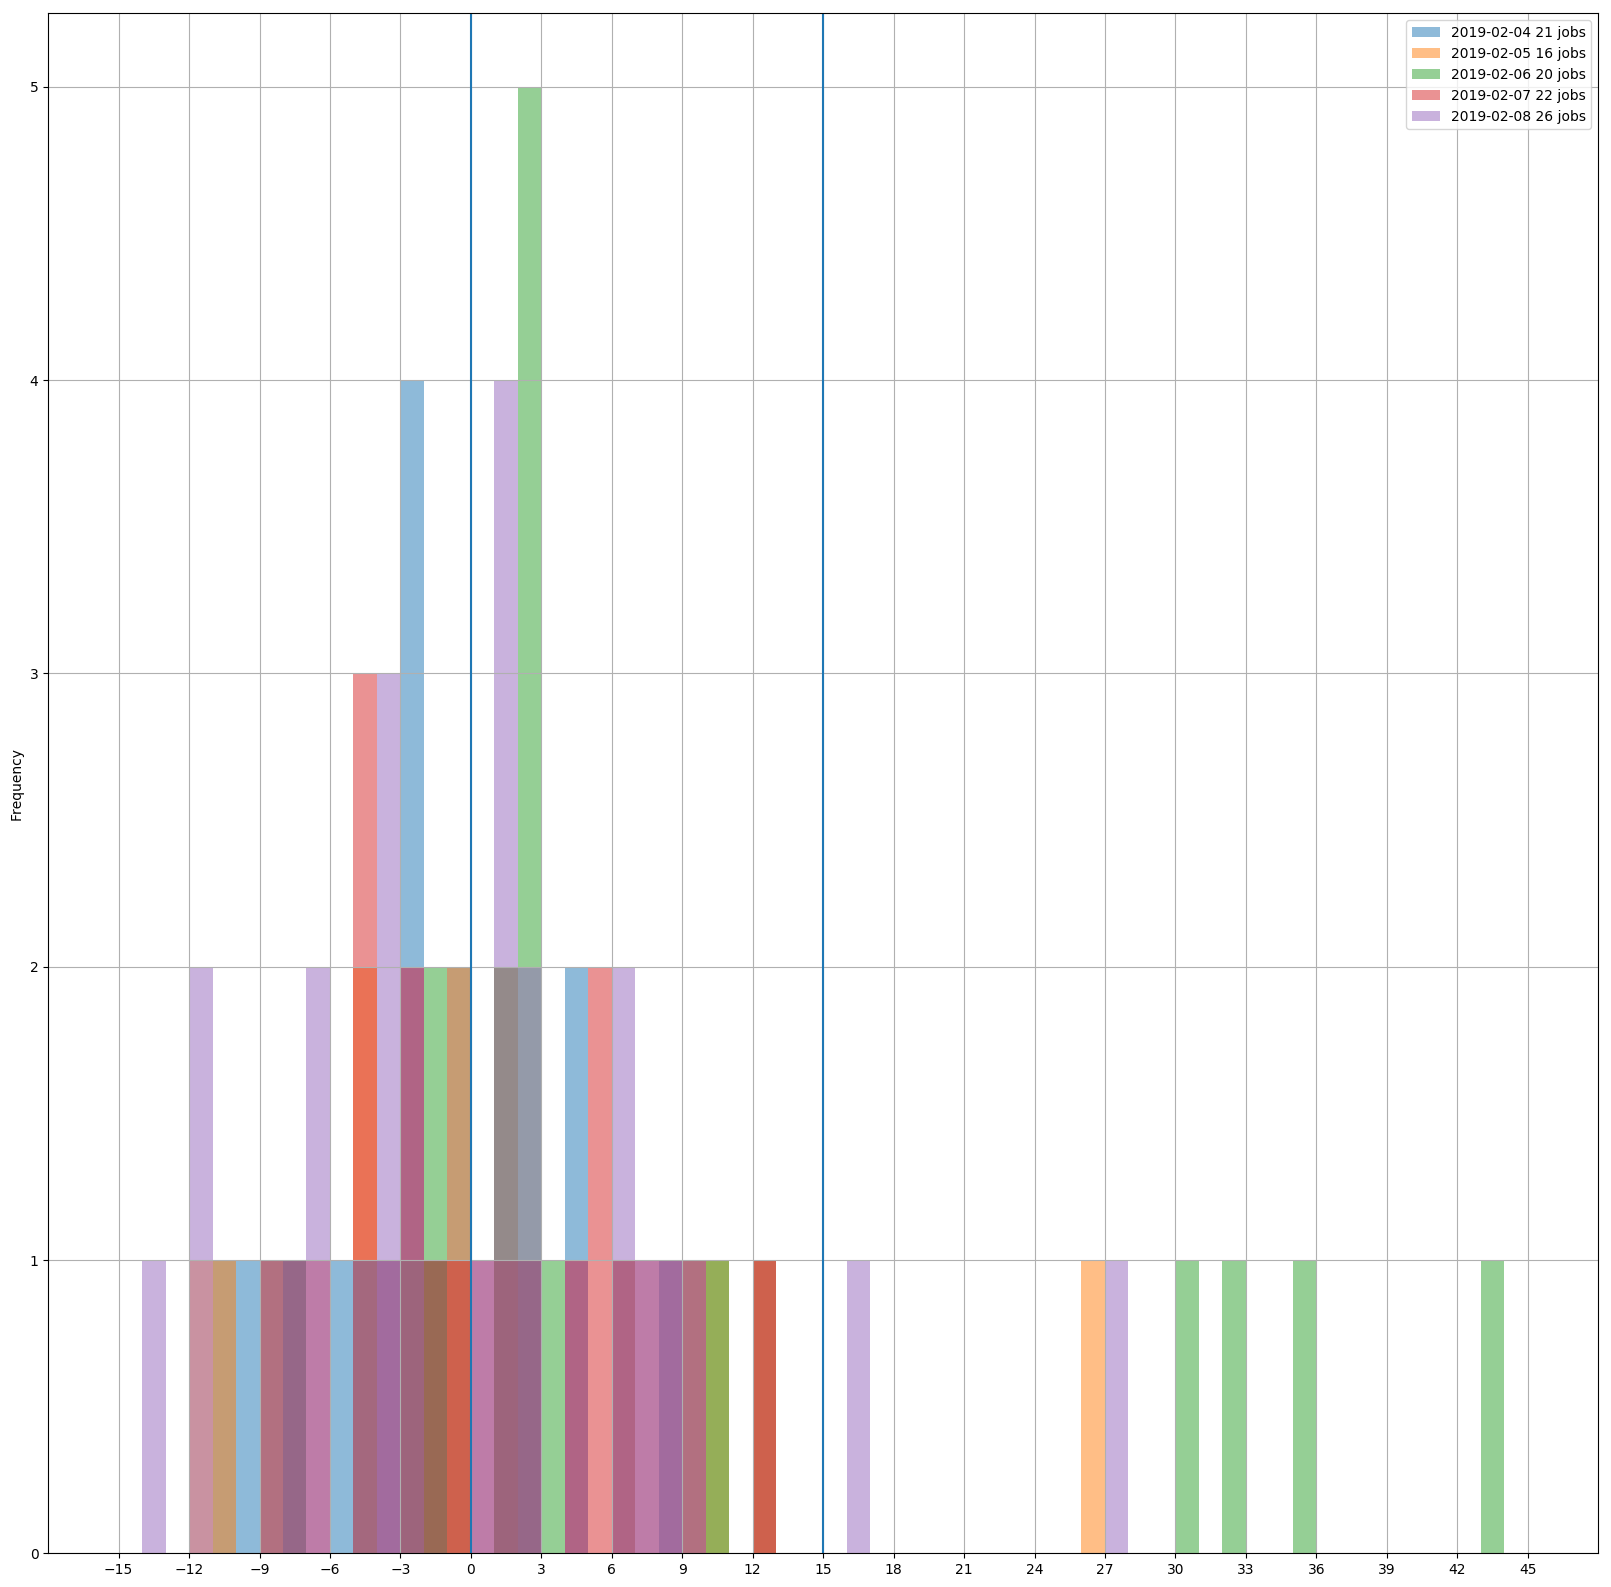 2019-02-04 21 jobs
2019-02-05 16 jobs
2019-02-06 20 jobs
2019-02-07 22 jobs
2019-02-08 26 jobs
5
4
3
2
1
0
Frequency
−15 −12 −9 −6 −3 0 3 6 9 12 15 18 21 24 27 30 33 36 39 42 45